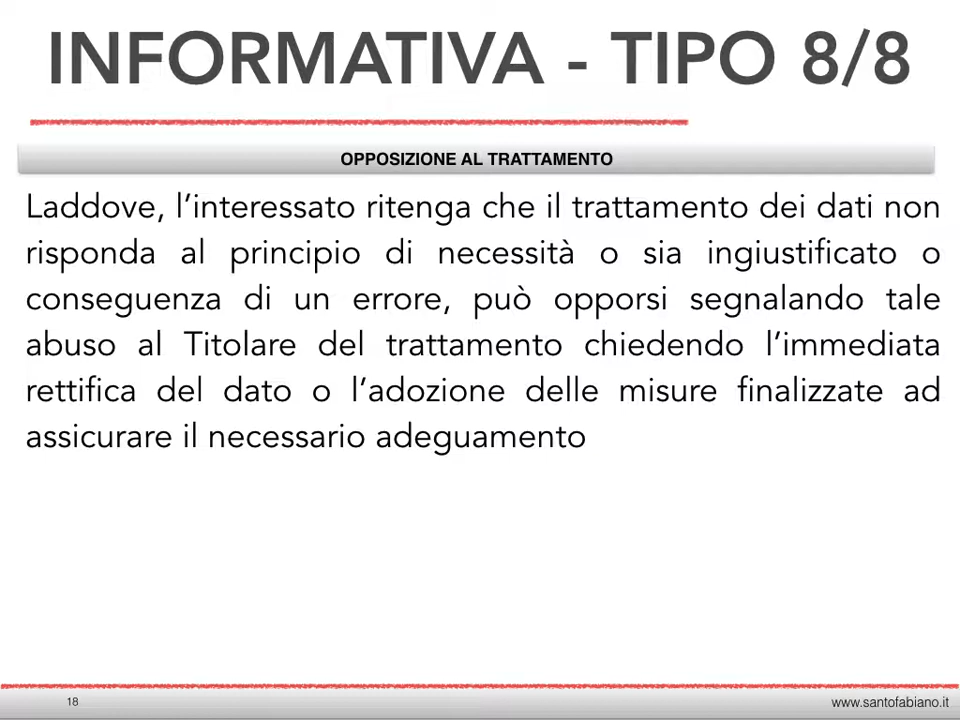 INFORMATIVA - TIPO 8/8
OPPOSIZIONE AL TRATTAMENTO
Laddove, l’interessato ritenga che il trattamento dei dati non
risponda al principio di necessità o sia ingiustificato o
conseguenza di un errore, può opporsi segnalando tale
abuso al Titolare del trattamento chiedendo l’immediata
rettifica del dato o l’adozione delle misure finalizzate ad
assicurare il necessario adeguamento
18
www.santofabiano.it